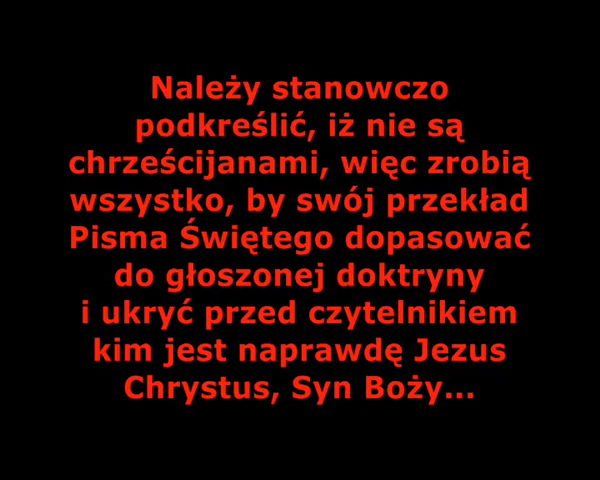 Należy stanowczo
podkreślić, iż nie są
chrześcijanami, więc zrobią
wszystko, by swój przekład
Pisma Świętego dopasować
do głoszonej doktryny
i ukryć przed czytelnikiem
kim jest naprawdę Jezus
Chrystus, Syn Boży...